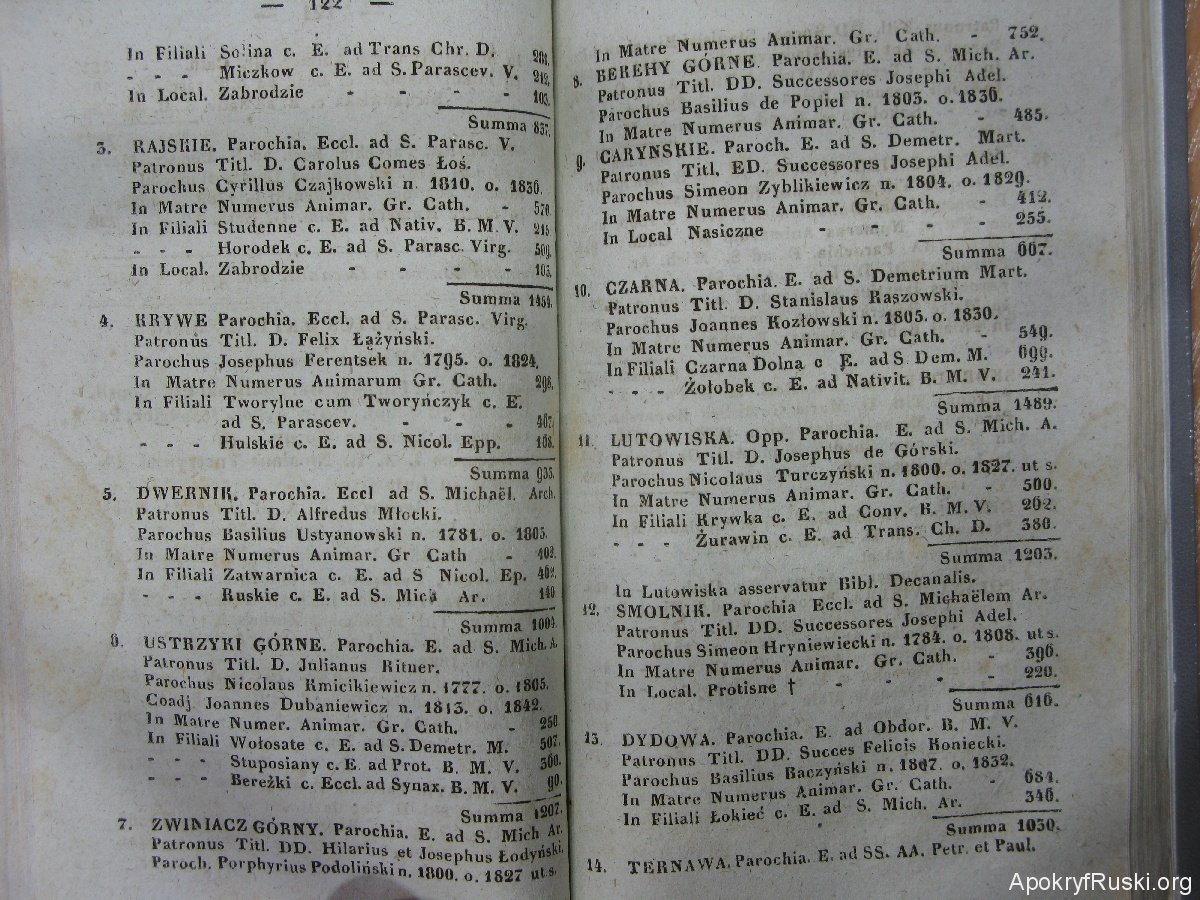 — 122 —
In Filiali Solina c. E. ad Trans Chr. D.
- - - Miczkow c. E. ad S. Parascev. V. 242,
In Local. Zabrodzie - - - - 103,
Summa 837,
3. RAJSKIE. Parochia. Eccl. ad S. Parasc. V.
Patronus Titl. D. Carolus Comes Łoś.
Parochus Cyrillus Czajkowski n. 1810. o. 1836.
In Matre Numerus Animar. Gr. Cath. - 570,
In Filiali Studenne c. E. ad Nativ. B. M. V.
- - - Horodek c. E. ad S. Parasc. Virg.
In Local. Zabrodzie - - - - 103,
Summa 1454,
4. KRYWE Parochia. Eccl. ad S. Parasc. Virg.
Patronus Titl. D. Felix Łążyński.
Parochus Josephus Ferentsek n. 1795. o. 1824.
In Matre Numerus Animarum Gr. Cath.
In Filiali Tworylne cum Tworyńczyk c. E.
ad S. Parascev. - - - - 467,
- - - Hulskie c. E. ad S. Nicol. Epp. 168,
Summa 933,
5. DWERNIK. Parochia. Eccl ad S. Michaël. Arch.
Patronus Titl. D. Alfredus Młocki.
Parochus Basilius Ustyanowski n. 1781. o. 1805.
In Matre Numerus Animar. Gr Cath - 402,
In Filiali Zatwarnica c. E. ad S Nicol. Ep. 462,
- - - Ruskie c. E. ad S. Mich Ar. 140
Summa 1004,
6. USTRZYKI GÓRNE. Parochia. E. ad S. Mich. A.
Patronus Titl. D. Julianus Ritner.
Parochus Nicolaus Kmicikiewicz n. 1777. o. 1805.
Coadj. Joannes Dubaniewicz n. 1813. o. 1842.
In Matre Numer. Animar. Gr. Cath. - 250
In Filiali Wołosate c. E. ad S. Demetr. M. 507.
- - - Stuposiany c. E. ad Prot. B. M. V. 360.
- - - Bereżki c. Eccl. ad Synax. B. M. V. 90.
Summa 1207.
7. ZWINIACZ GÓRNY. Parochia. E. ad S. Mich Ar.
Patronus Titl. DD. Hilarius et Josephus Łodyński.
Paroch. Porphyrius Podoliński n. 1800. o. 1827 ut s.
In Matre Numerus Animar. Gr. Cath. - 752.
8. BEREHY GÓRNE. Parochia. E. ad S. Mich. Ar.
Patronus Titl. DD. Successores Josephi Adel.
Parochus Basilius de Popiel n. 1803. o. 1836.
In Matre Numerus Animar. Gr. Cath. - 485.
9. CARYNSKIE. Paroch. E. ad S. Demetr. Mart.
Patronus Titl. ED. Successores Josephi Adel.
Parochus Simeon Zyblikiewicz n. 1804. o. 1829.
In Matre Numerus Animar. Gr. Cath. - 412.
In Local Nasiczne - - - - 255.
Summa 667.
10. CZARNA. Parochia. E. ad S. Demetrium Mart.
Patronus Titl. D. Stanislaus Raszowski.
Parochus Joannes Kozłowski n. 1805. o. 1830.
In Matre Numerus Animar. Gr. Cath. - 549.
In Filiali Czarna Dolna c E. ad S. Dem. M. 699.
- - - Żołobek c. E. ad Nativit. B. M. V. 241.
Summa 1489.
11. LUTOWISKA. Opp. Parochia. E. ad S. Mich. A.
Patronus Titl. D. Josephus de Górski.
Parochus Nicolaus Turczyński n. 1800. o. 1827. ut s.
In Matre Numerus Animar. Gr. Cath. - 500.
In Filiali Krywka c. E. ad Conv. B. M. V. 262.
- - - Żurawin c. E. ad Trans. Ch. D. 380.
Summa 1203.
In Lutowiska asservatur Bibl. Decanalis.
12. SMOLNIK. Parochia Eccl. ad S. Michaëlem Ar.
Patronus Titl. DD. Successores Josephi Adel.
Parochus Simeon Hryniewiecki n. 1784. o. 1808. ut s.
In Matre Numerus Animar. Gr. Cath. - 396.
In Local. Protisne † - - - - 220.
Summa 616.
13. DYDOWA. Parochia. E. ad Obdor. B. M. V.
Patronus Titl. DD. Succes Felicis Koniecki.
Parochus Basilius Baczyński n. 1807. o. 1832.
In Matre Numerus Animar. Gr. Cath. - 684.
In Filiali Łokieć c. E. ad S. Mich. Ar. 346.
Summa 1030.
14. TERNAWA. Parochia. E. ad SS. AA. Petr. et Paul.
ApokryfRuski.org